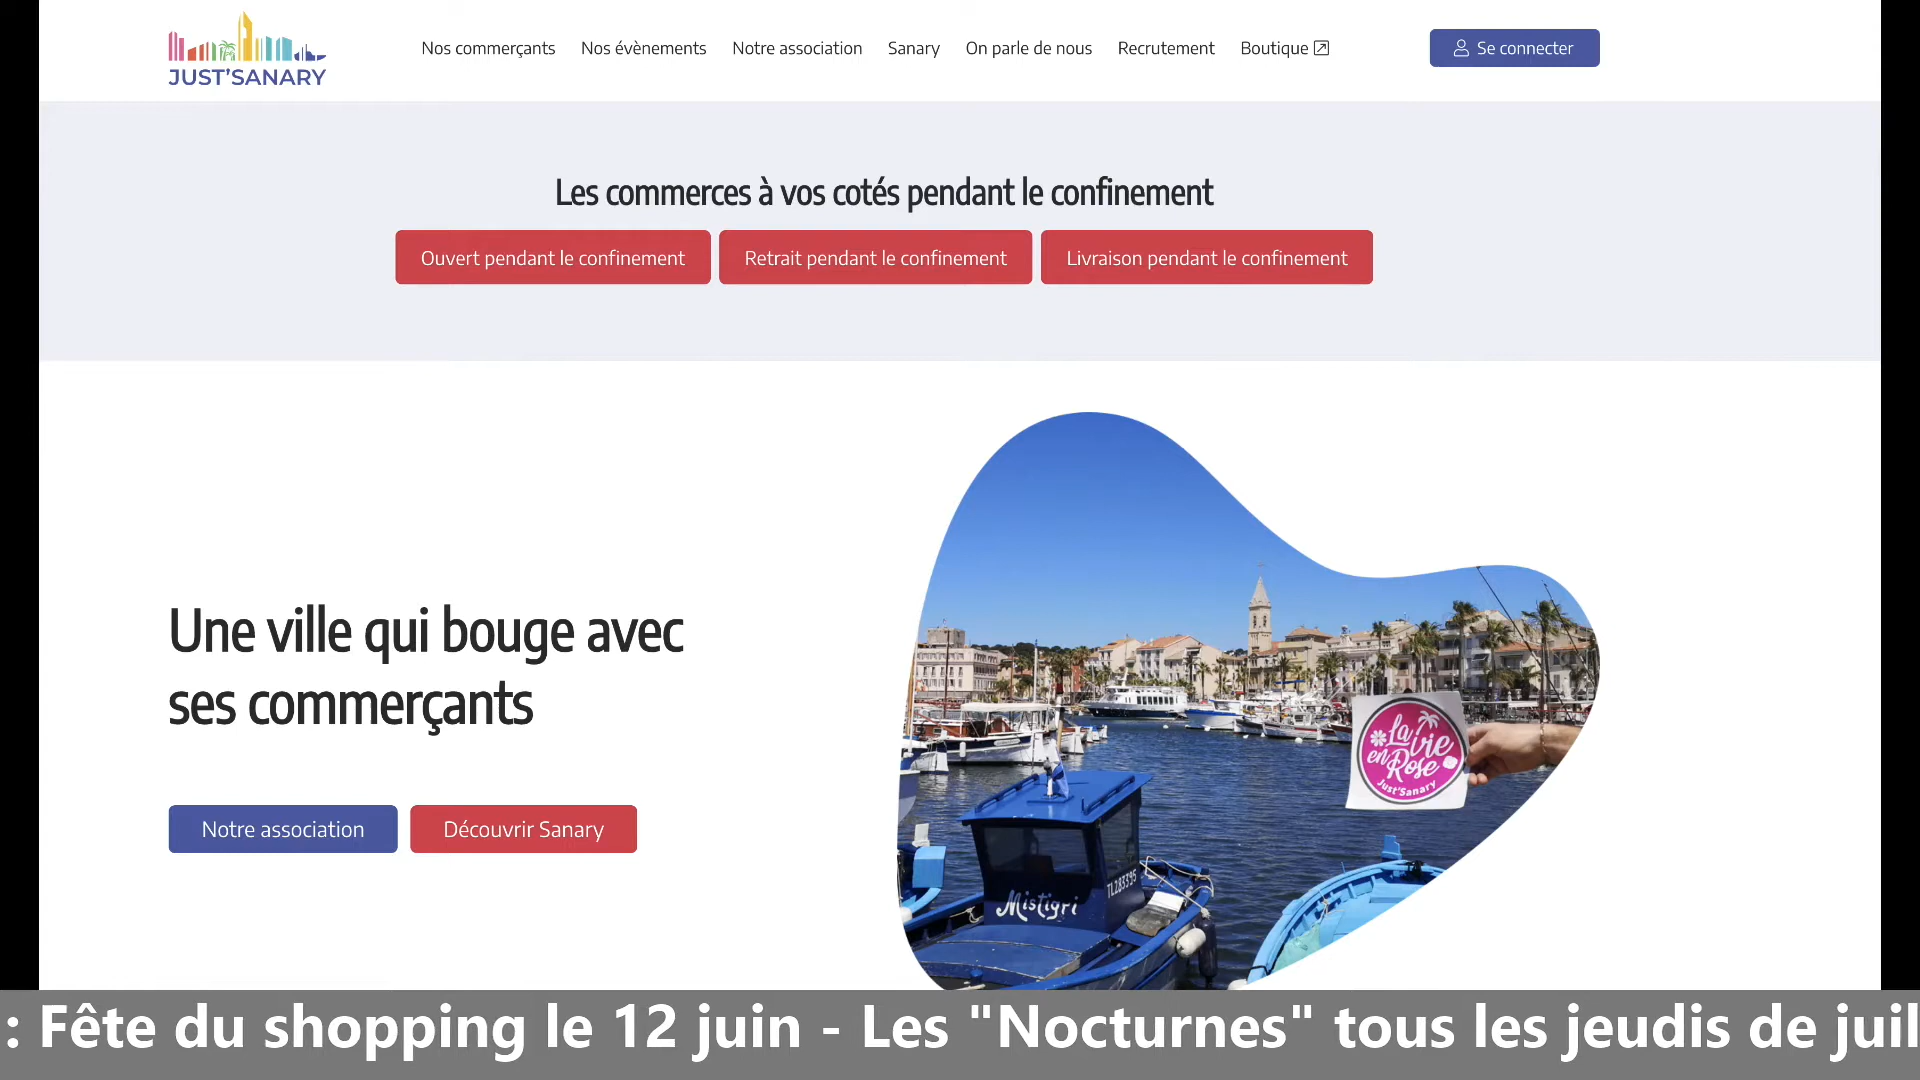 JUST'SANARY
Nos commerçants Nos évènements Notre association Sanary On parle de nous Recrutement Boutique
Se connecter
Les commerces à vos cotés pendant le confinement
Ouvert pendant le confinement
Retrait pendant le confinement
Livraison pendant le confinement
Une ville qui bouge avec
ses commerçants
Notre association
Découvrir Sanary
La
vie
en
Rose
Just'Sanary
TL283395
Mistigri
: Fête du shopping le 12 juin - Les "Nocturnes" tous les jeudis de juil